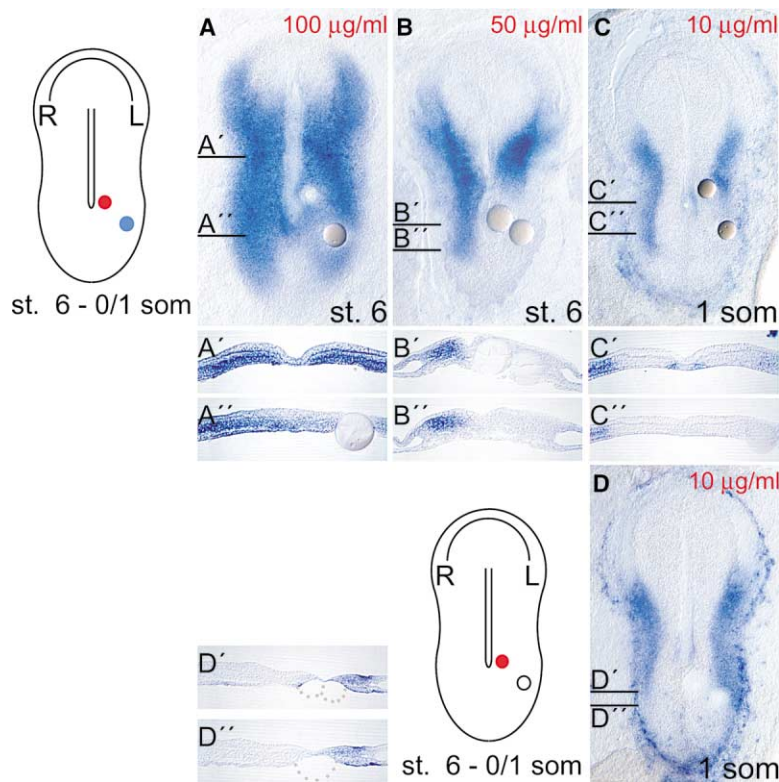 A 100 μg/ml
B 50 μg/ml
C 10 μg/ml
R L
A´
A´´
B´
B´´
C´
C´´
st. 6 - 0/1 som
st. 6
st. 6
1 som
A´
B´
C´
A´´
B´´
C´´
D 10 μg/ml
R L
D´
D´´
D´
D´´
st. 6 - 0/1 som
1 som